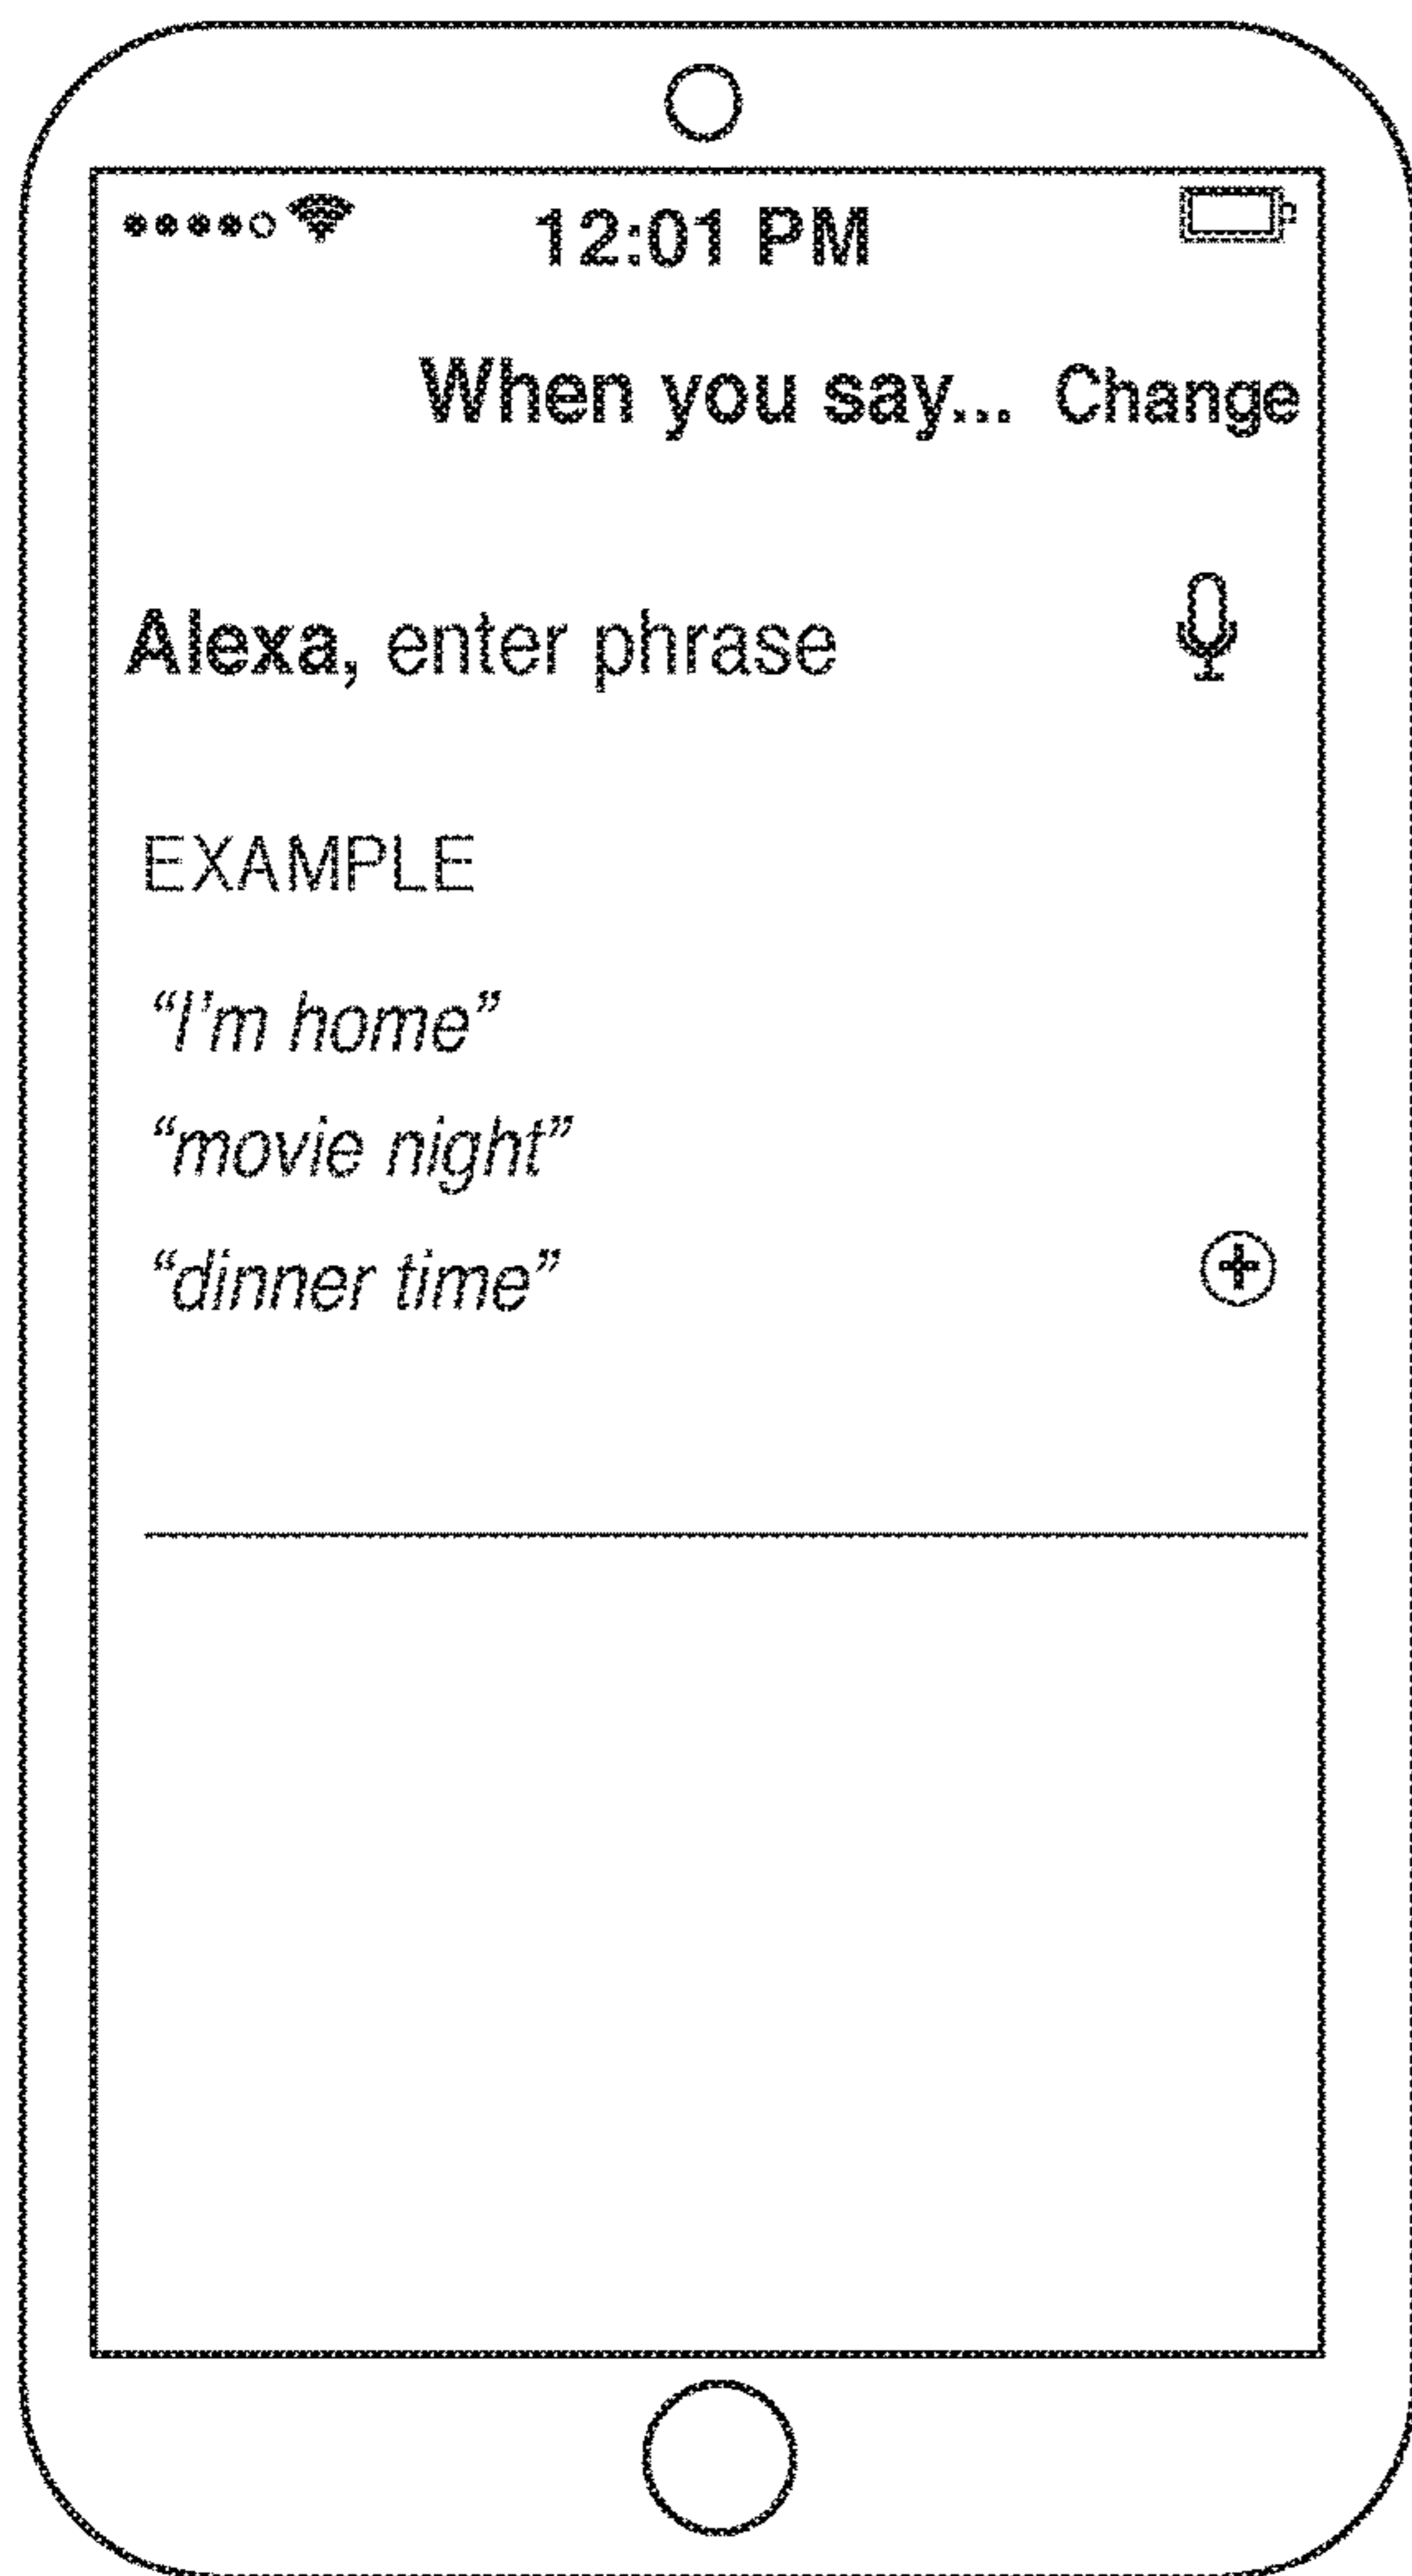 12:01 PM
When you say... Change
Alexa, enter phrase
EXAMPLE
“I’m home”
“movie night”
“dinner time”